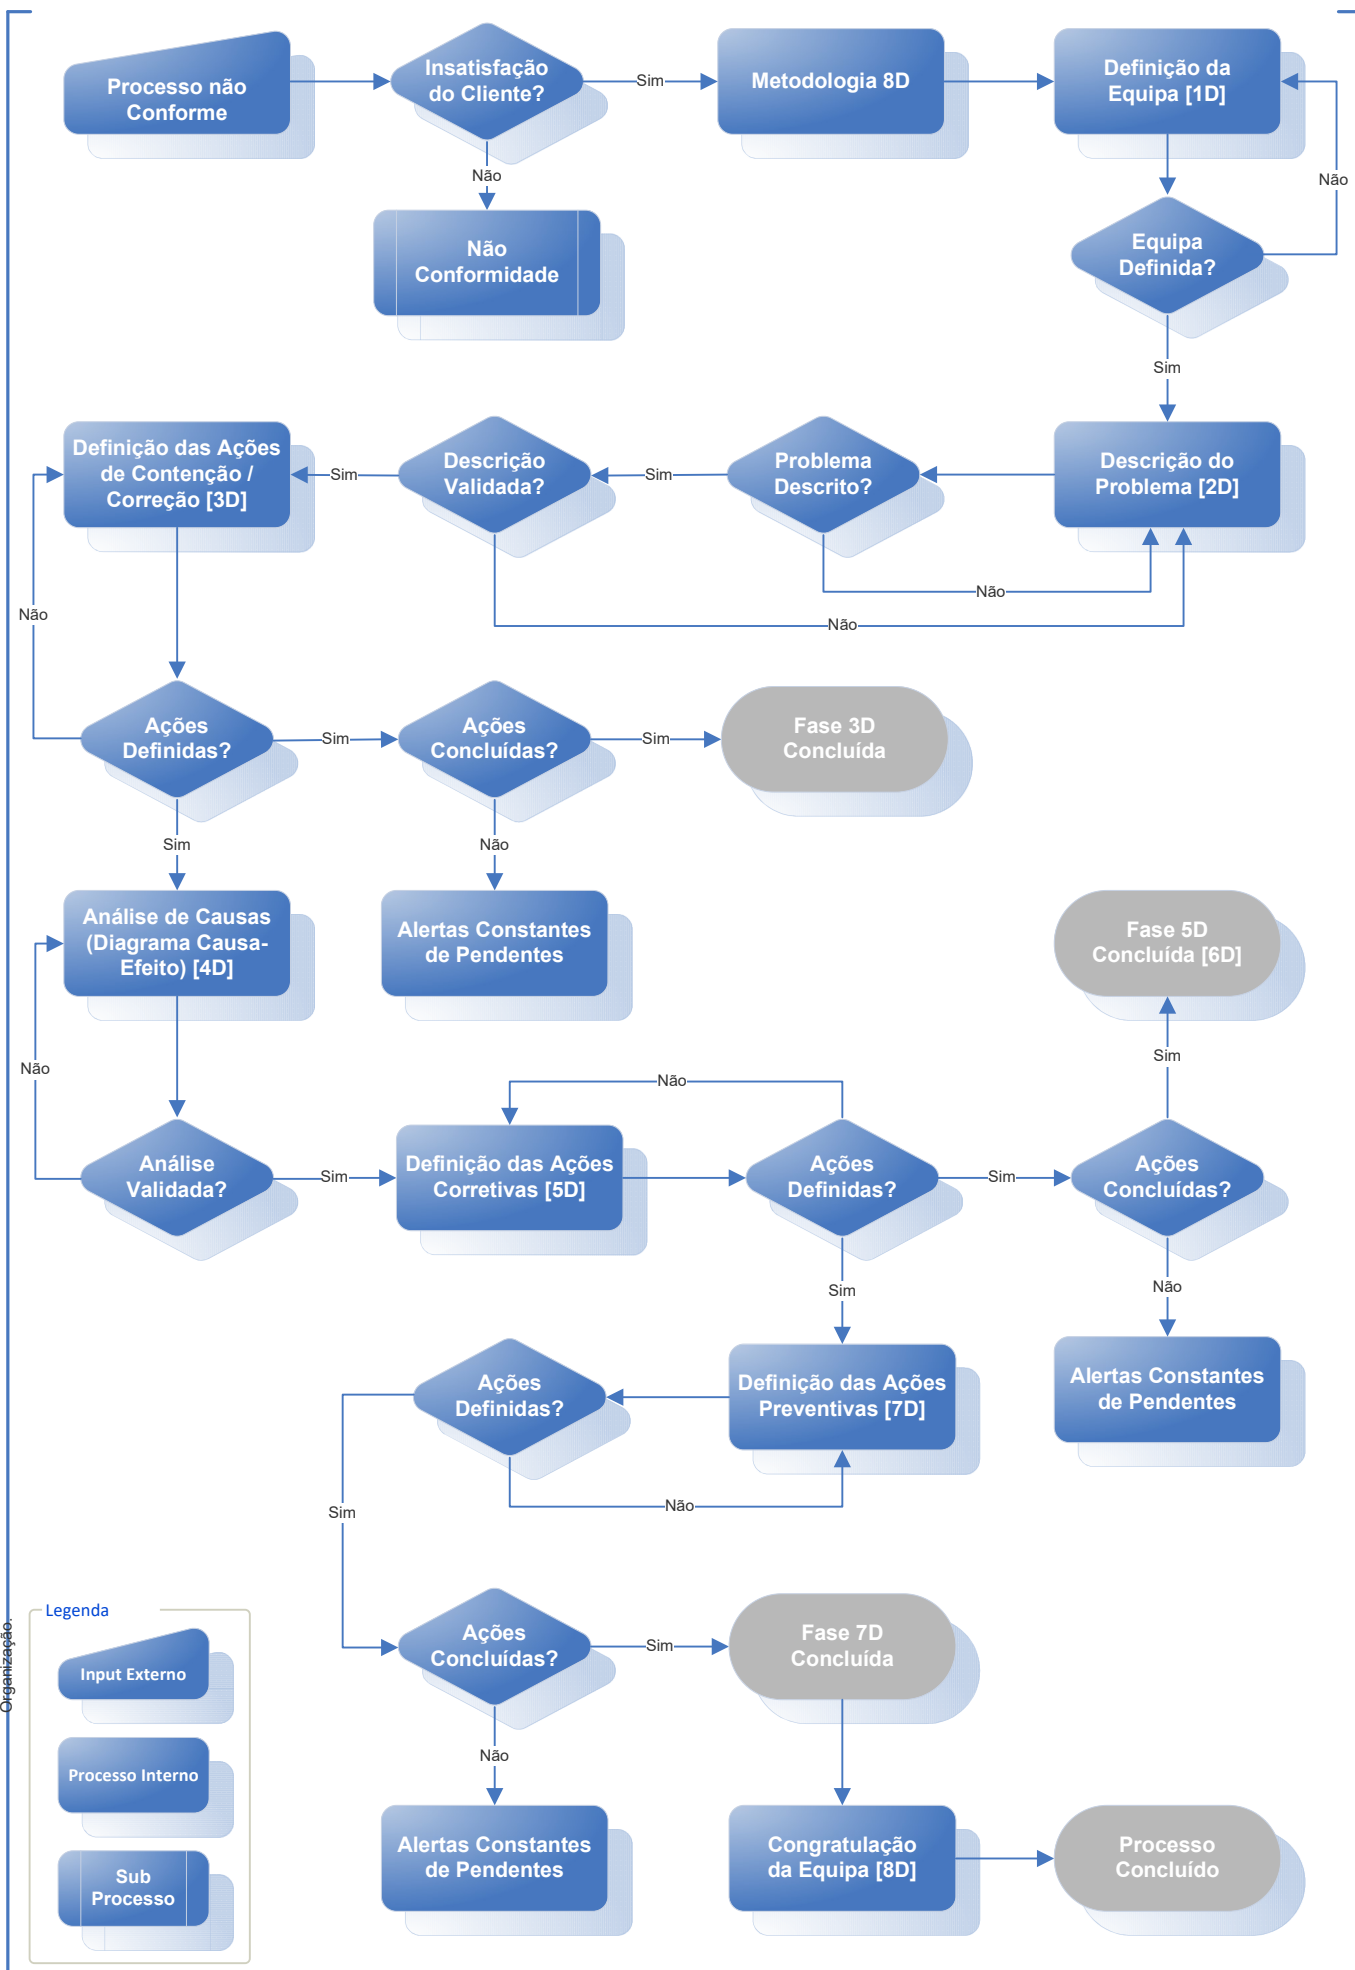 Processo não
Conforme
Insatisfação
do Cliente?
Sim
Metodologia 8D
Definição da
Equipa [1D]
Não
Não
Não
Conformidade
Equipa
Definida?
Sim
Definição das Ações
de Contenção /
Correção [3D]
Sim
Descrição
Validada?
Sim
Problema
Descrito?
Descrição do
Problema [2D]
Não
Não
Não
Ações
Definidas?
Sim
Ações
Concluídas?
Sim
Fase 3D
Concluída
Sim
Não
Análise de Causas
(Diagrama Causa-
Efeito) [4D]
Alertas Constantes
de Pendentes
Fase 5D
Concluída [6D]
Sim
Não
Não
Análise
Validada?
Sim
Definição das Ações
Corretivas [5D]
Ações
Definidas?
Sim
Ações
Concluídas?
Sim
Não
Ações
Definidas?
Definição das Ações
Preventivas [7D]
Alertas Constantes
de Pendentes
Não
Sim
Ações
Concluídas?
Sim
Fase 7D
Concluída
Não
Alertas Constantes
de Pendentes
Congratulação
da Equipa [8D]
Processo
Concluído
Legenda
Input Externo
Processo Interno
Sub
Processo
Organização.